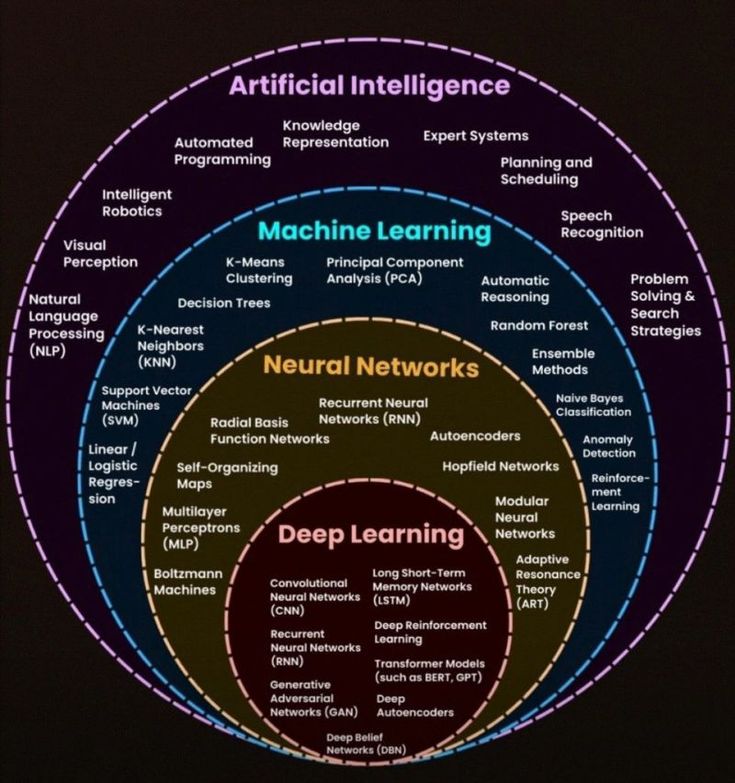 Artificial Intelligence
Knowledge
Representation
Expert Systems
Automated
Programming
Planning and
Scheduling
Intelligent
Robotics
Speech
Recognition
Visual
Perception
Problem
Solving &
Search
Strategies
Natural
Language
Processing
(NLP)
Machine Learning
K-Means
Clustering
Principal Component
Analysis (PCA)
Automatic
Reasoning
Decision Trees
Random Forest
K-Nearest
Neighbors
(KNN)
Ensemble
Methods
Support Vector
Machines
(SVM)
Naive Bayes
Classification
Linear /
Logistic
Regres-
sion
Anomaly
Detection
Reinforce-
ment
Learning
Neural Networks
Recurrent Neural
Networks (RNN)
Radial Basis
Function Networks
Autoencoders
Self-Organizing
Maps
Hopfield Networks
Multilayer
Perceptrons
(MLP)
Modular
Neural
Networks
Boltzmann
Machines
Adaptive
Resonance
Theory
(ART)
Deep Learning
Convolutional
Neural Networks
(CNN)
Long Short-Term
Memory Networks
(LSTM)
Recurrent
Neural Networks
(RNN)
Deep Reinforcement
Learning
Transformer Models
(such as BERT, GPT)
Generative
Adversarial
Networks (GAN)
Deep
Autoencoders
Deep Belief
Networks (DBN)